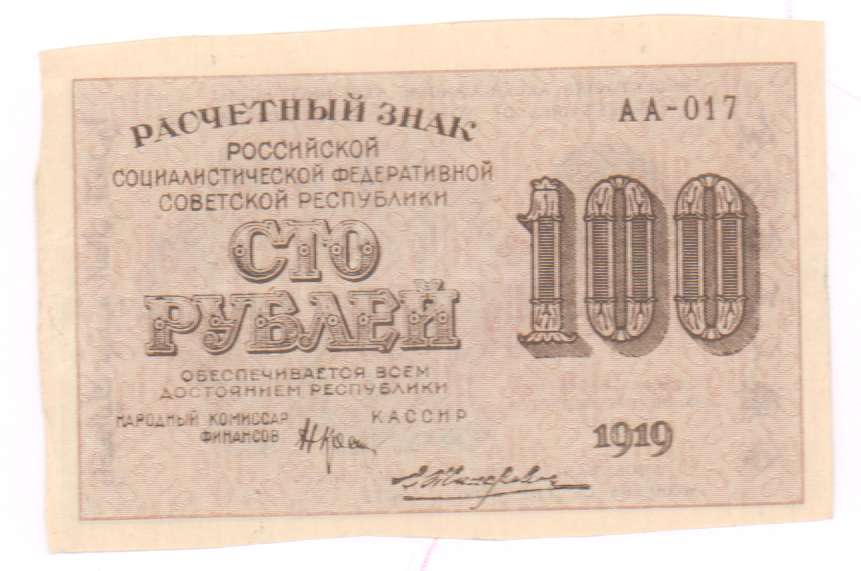 РАСЧЕТНЫЙ ЗНАК
АА-017
РОССИЙСКОЙ
СОЦИАЛИСТИЧЕСКОЙ ФЕДЕРАТИВНОЙ
СОВЕТСКОЙ РЕСПУБЛИКИ
СТО
РУБЛЕЙ
100
ОБЕСПЕЧИВАЕТСЯ ВСЕМ
ДОСТОЯНИЕМ РЕСПУБЛИКИ
НАРОДНЫЙ КОМИССАР
ФИНАНСОВ
КАССИР
1919